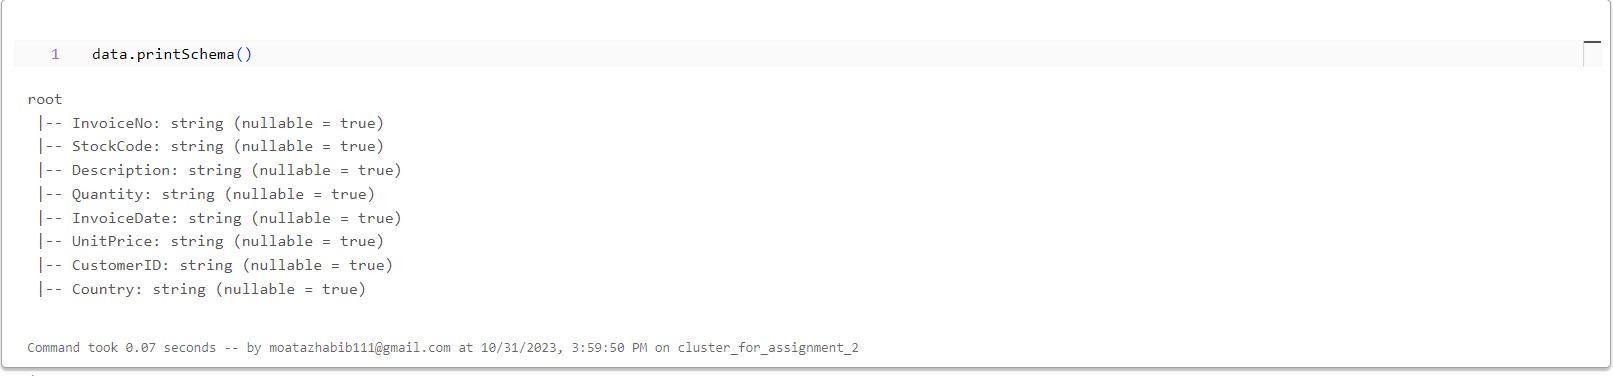 1 data.printSchema()
root
|-- InvoiceNo: string (nullable = true)
|-- StockCode: string (nullable = true)
|-- Description: string (nullable = true)
|-- Quantity: string (nullable = true)
|-- InvoiceDate: string (nullable = true)
|-- UnitPrice: string (nullable = true)
|-- CustomerID: string (nullable = true)
|-- Country: string (nullable = true)
Command took 0.07 seconds -- by moatazhabib111@gmail.com at 10/31/2023, 3:59:50 PM on cluster_for_assignment_2